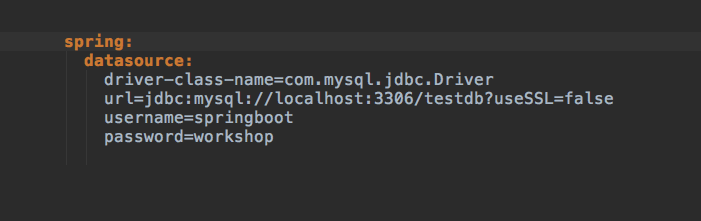 spring:
datasource:
driver-class-name=com.mysql.jdbc.Driver
url=jdbc:mysql://localhost:3306/testdb?useSSL=false
username=springboot
password=workshop